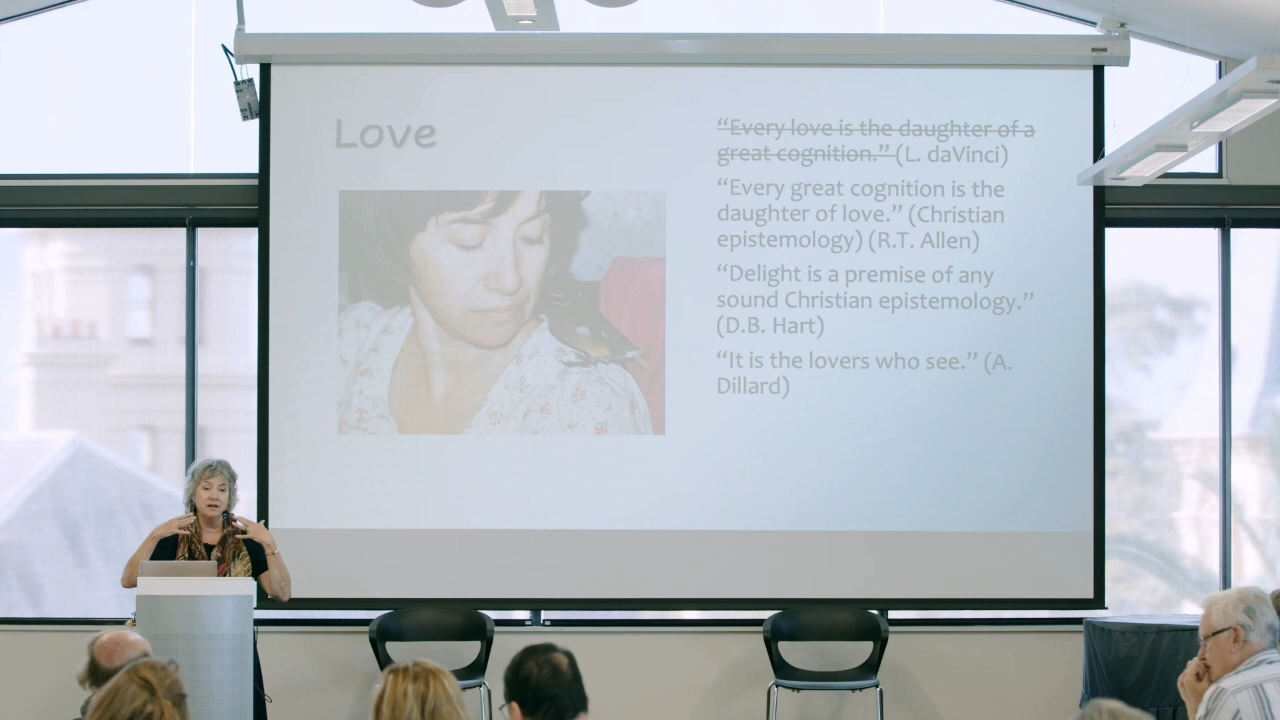 Love
“Every love is the daughter of a
great cognition.” (L. daVinci)
“Every great cognition is the
daughter of love.” (Christian
epistemology) (R.T. Allen)
“Delight is a premise of any
sound Christian epistemology.”
(D.B. Hart)
“It is the lovers who see.” (A.
Dillard)